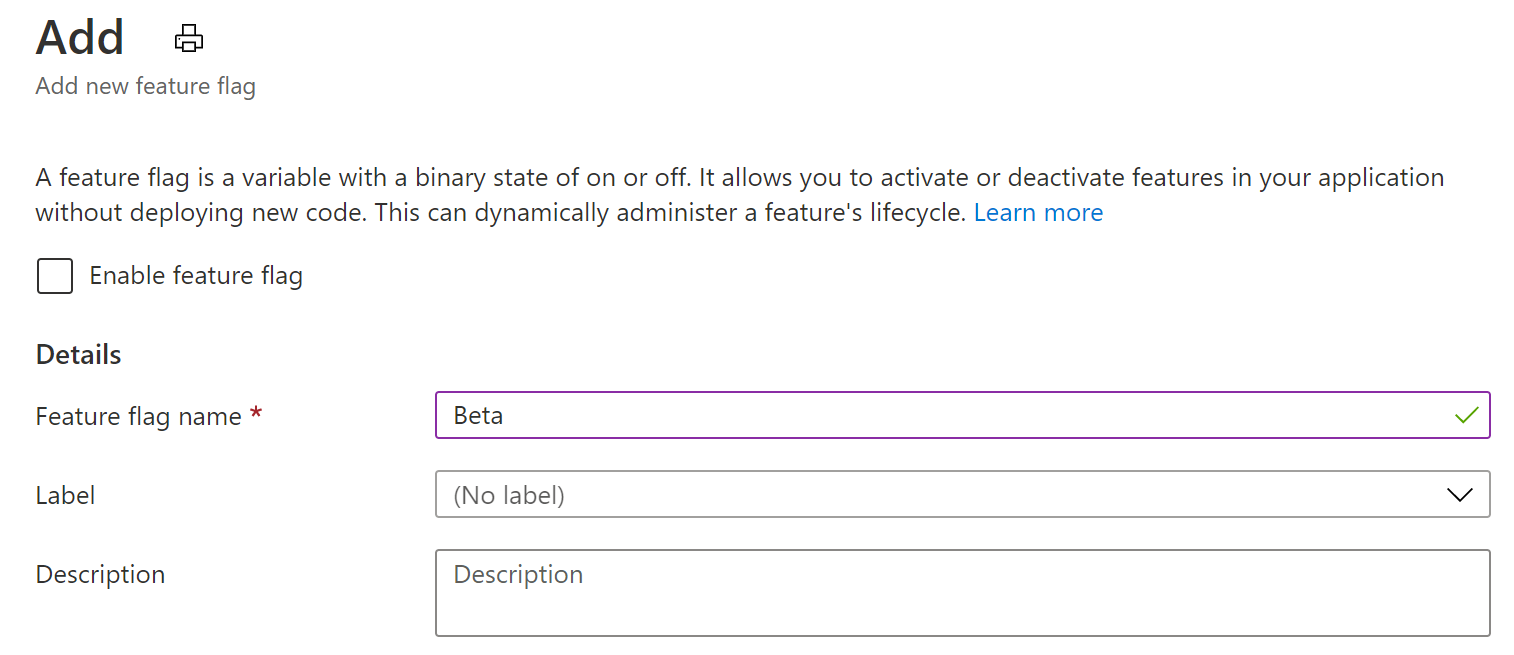 Add
Add new feature flag
A feature flag is a variable with a binary state of on or off. It allows you to activate or deactivate features in your application
without deploying new code. This can dynamically administer a feature's lifecycle. Learn more
Enable feature flag
Details
Feature flag name *
Beta
Label
(No label)
Description
Description